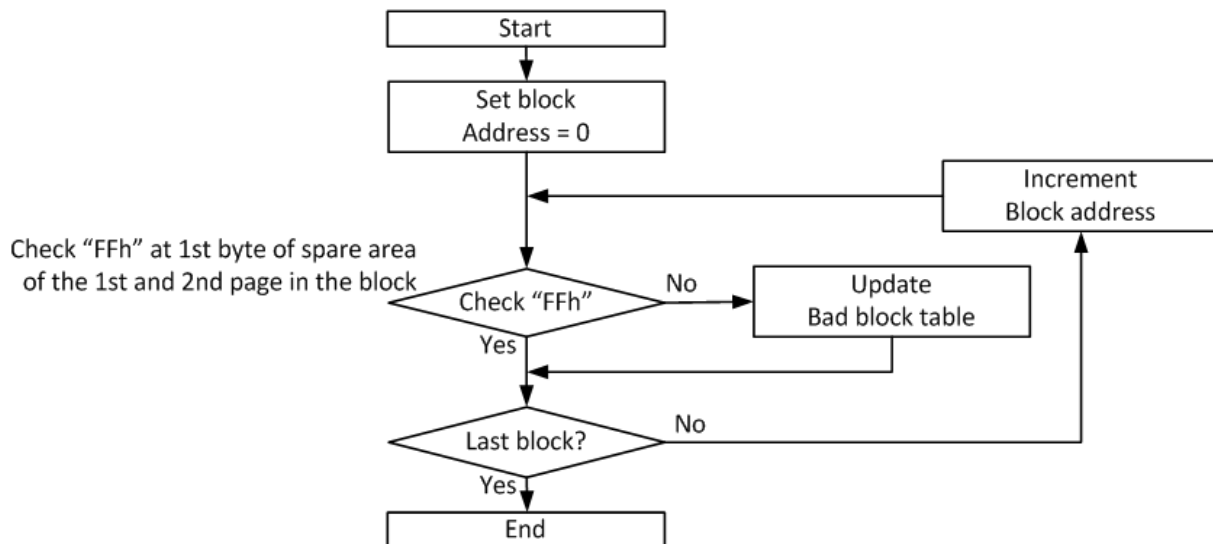 Start
Set block
Address = 0
Increment
Block address
Check “FFh” at 1st byte of spare area
of the 1st and 2nd page in the block
Check “FFh”
No
Update
Bad block table
Yes
Last block?
No
Yes
End